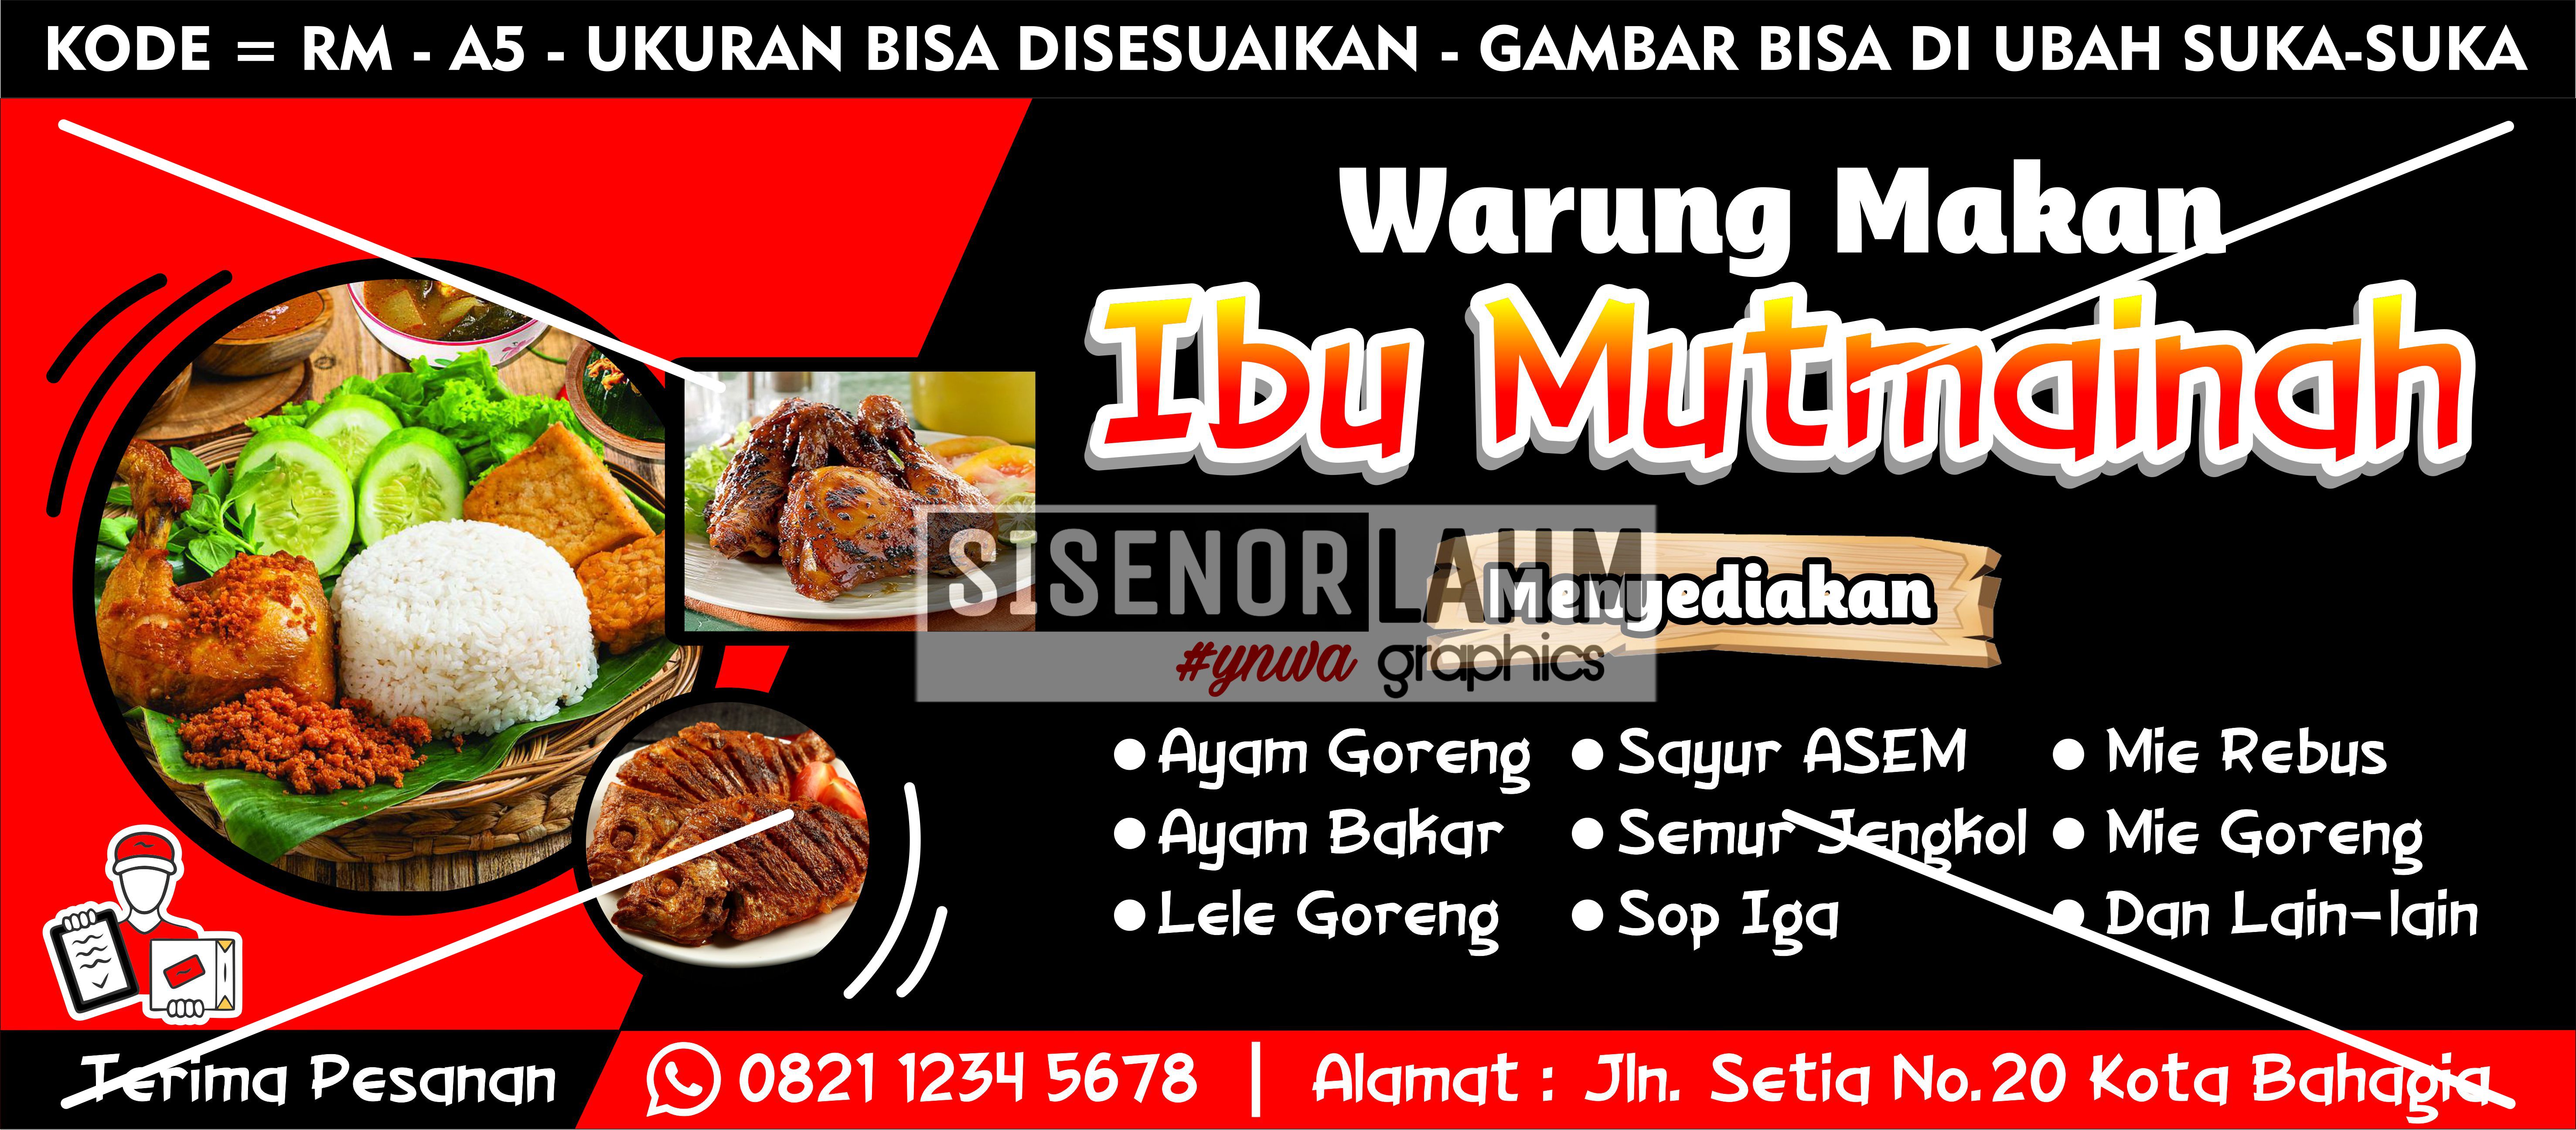 KODE = RM - A5 - UKURAN BISA DISESUAIKAN - GAMBAR BISA DI UBAH SUKA-SUKA
Warung Makan
Ibu Mutmainah
SISENOR LAHM
#ynwa graphics
Menyediakan
● Ayam Goreng
● Ayam Bakar
● Lele Goreng
● Sayur ASEM
● Semur Jengkol
● Sop Iga
● Mie Rebus
● Mie Goreng
● Dan Lain-lain
Terima Pesanan
0821 1234 5678 | Alamat : Jln. Setia No.20 Kota Bahagia